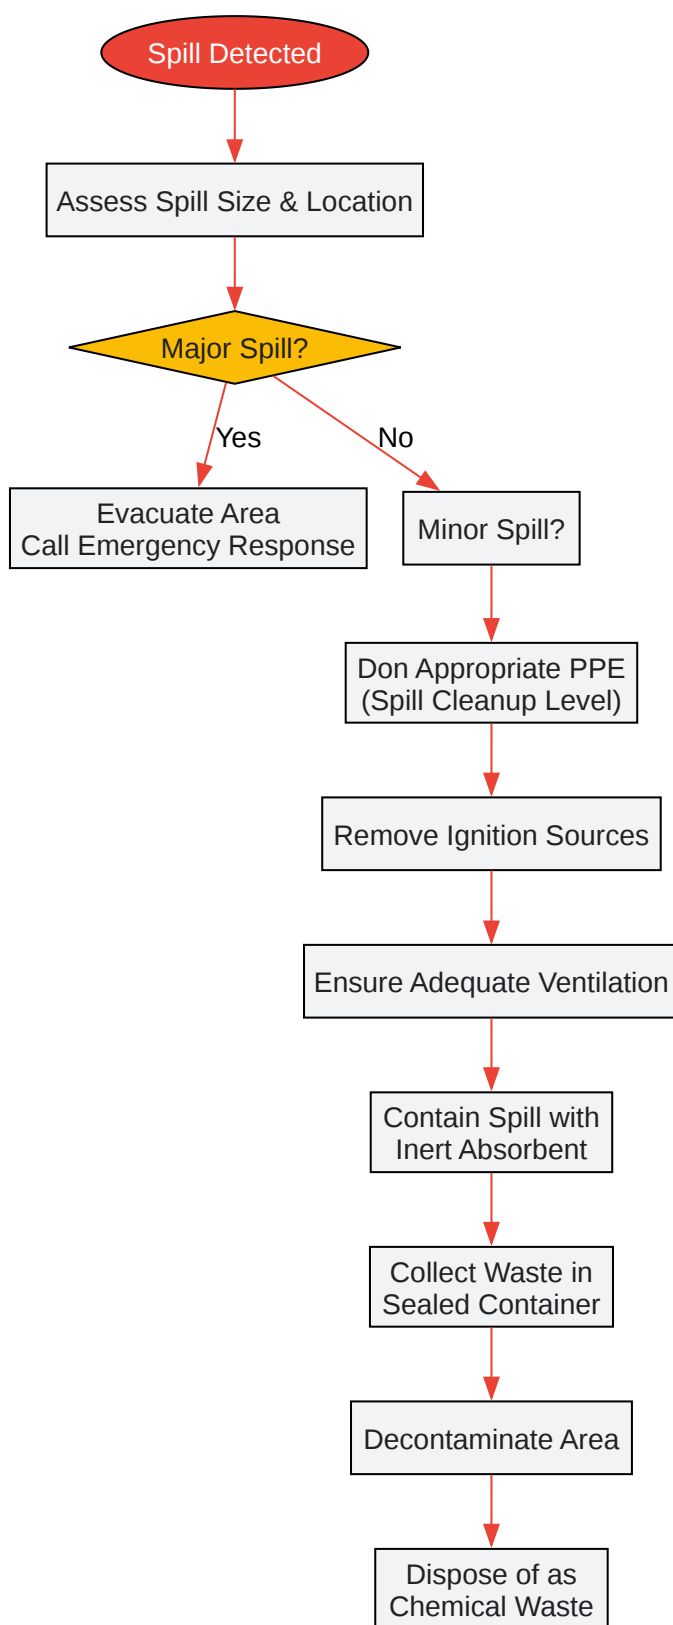 Spill Detected
Assess Spill Size & Location
Major Spill?
Yes
No
Evacuate Area
Call Emergency Response
Minor Spill?
Don Appropriate PPE
(Spill Cleanup Level)
Remove Ignition Sources
Ensure Adequate Ventilation
Contain Spill with
Inert Absorbent
Collect Waste in
Sealed Container
Decontaminate Area
Dispose of as
Chemical Waste